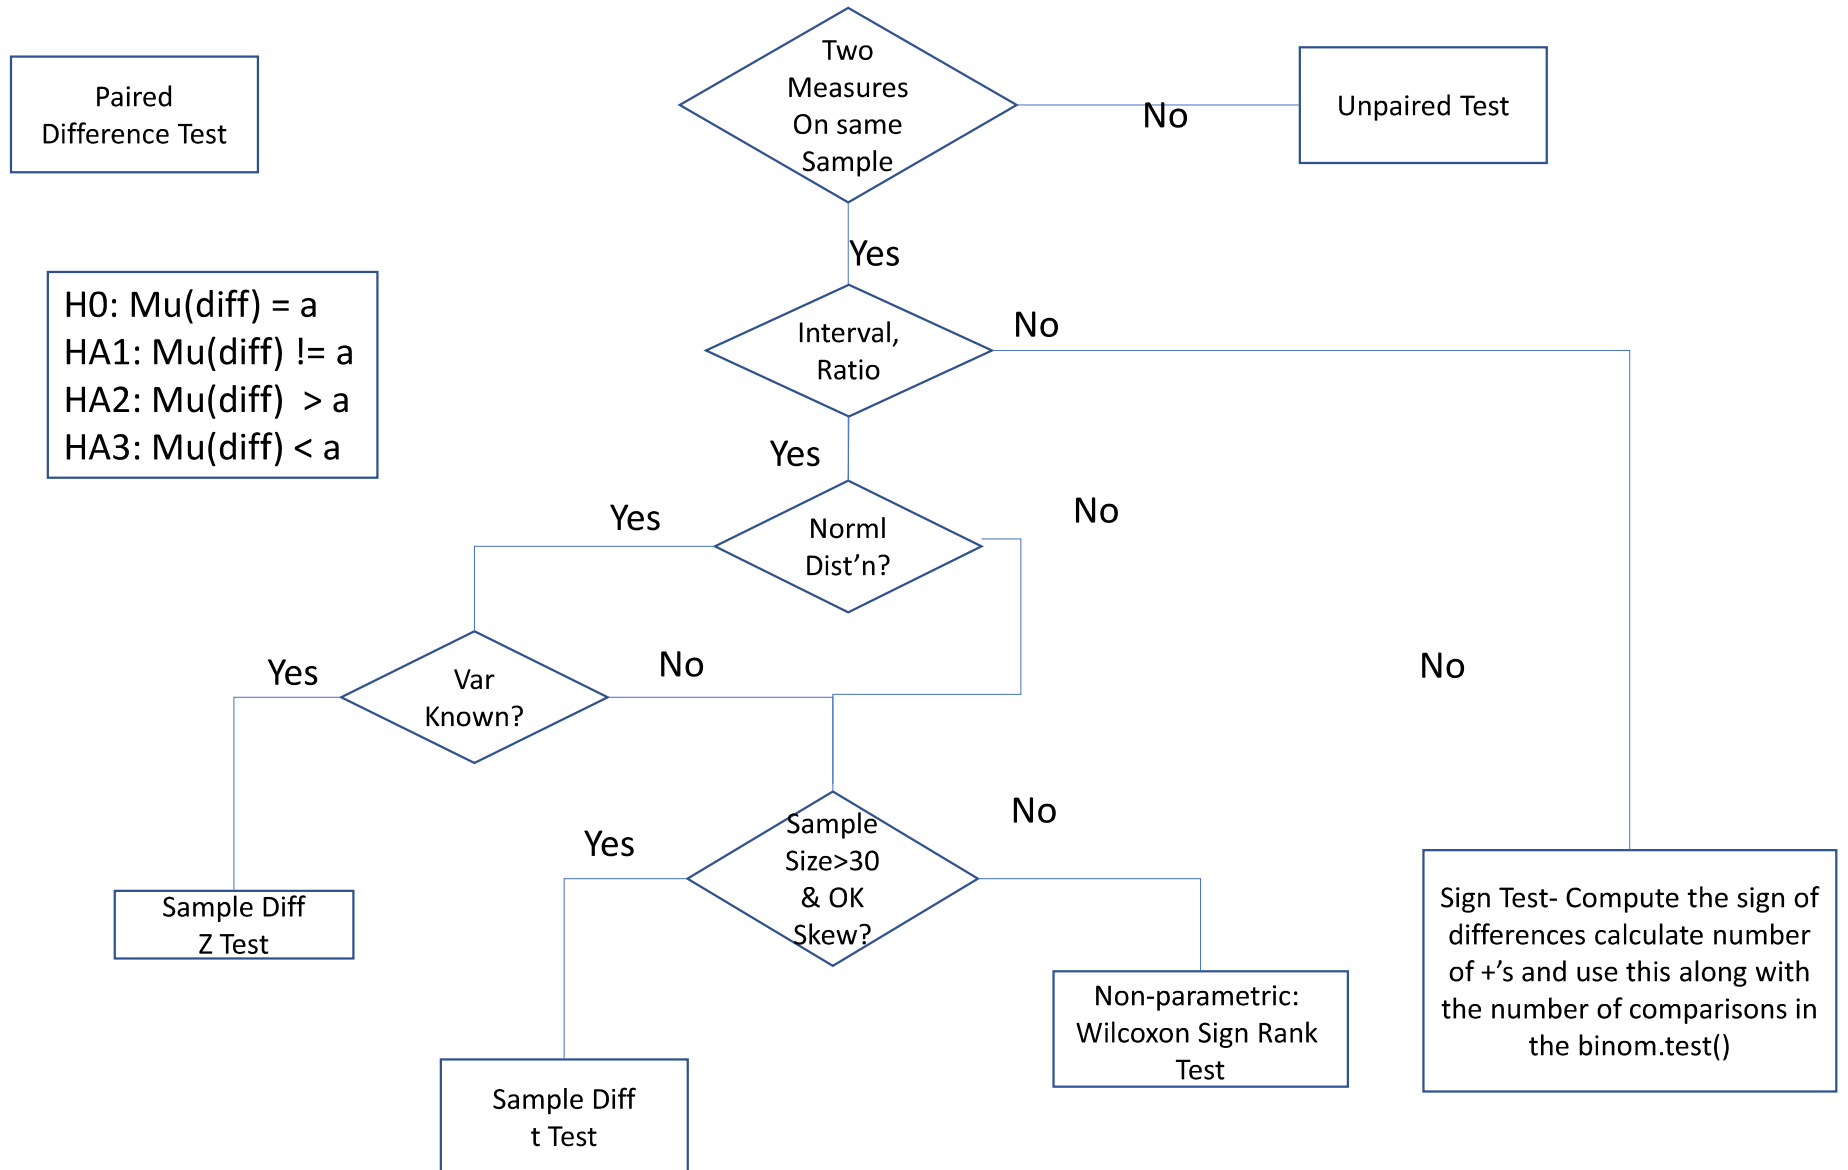 Paired
Difference Test
Two
Measures
On same
Sample
No
Unpaired Test
Yes
H0: Mu(diff) = a
HA1: Mu(diff) != a
HA2: Mu(diff)  > a
HA3: Mu(diff) < a
Interval,
Ratio
No
Yes
Yes
Norml
Dist’n?
No
Yes
Var
Known?
No
No
Yes
Sample
Size>30
& OK
Skew?
No
Sample Diff
Z Test
Sample Diff
t Test
Non-parametric:
Wilcoxon Sign Rank
Test
Sign Test- Compute the sign of
differences calculate number
of +’s and use this along with
the number of comparisons in
the binom.test()